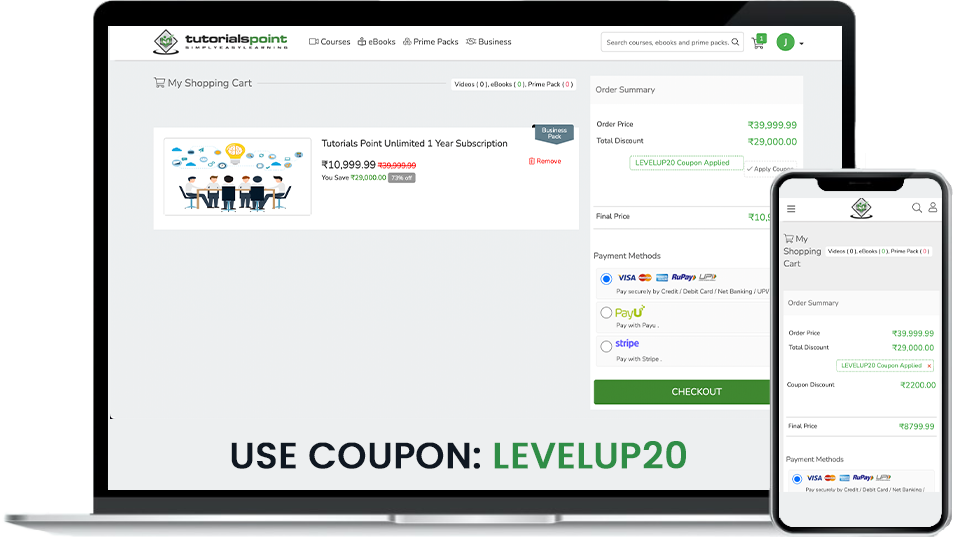 tutorialspoint
SIMPLYEASYLEARNING
Courses
eBooks
Prime Packs
Business
Search courses, ebooks and prime packs.
1
J
My Shopping Cart
Videos ( 0 ), eBooks ( 0 ), Prime Pack ( 0 )
Business
Pack
Tutorials Point Unlimited 1 Year Subscription
₹10,999.99 ₹39,999.99
You Save ₹29,000.00 73% off
Remove
Order Summary
Order Price ₹39,999.99
Total Discount ₹29,000.00
LEVELUP20 Coupon Applied
Apply Coupon
Final Price ₹10,9
Payment Methods
VISA RuPay UPI
Pay securely by Credit / Debit Card / Net Banking / UPI/
PayU
Pay with Payu .
stripe
Pay with Stripe .
CHECKOUT
USE COUPON: LEVELUP20
My
Shopping
Cart
Videos ( 0 ), eBooks ( 0 ), Prime Pack ( 0 )
Order Summary
Order Price ₹39,999.99
Total Discount ₹29,000.00
LEVELUP20 Coupon Applied ×
Coupon Discount ₹2200.00
Final Price ₹8799.99
Payment Methods
VISA RuPay UPI
Pay securely by Credit / Debit Card / Net Banking /